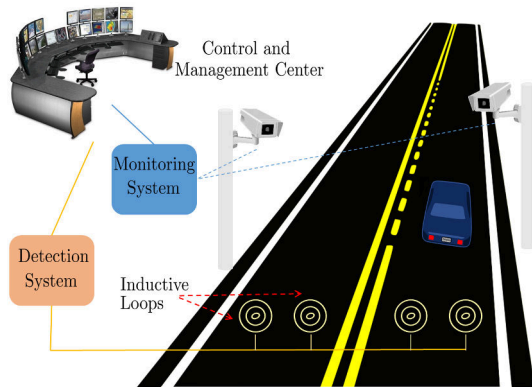 Control and
Management Center
Monitoring
System
Detection
System
Inductive
Loops